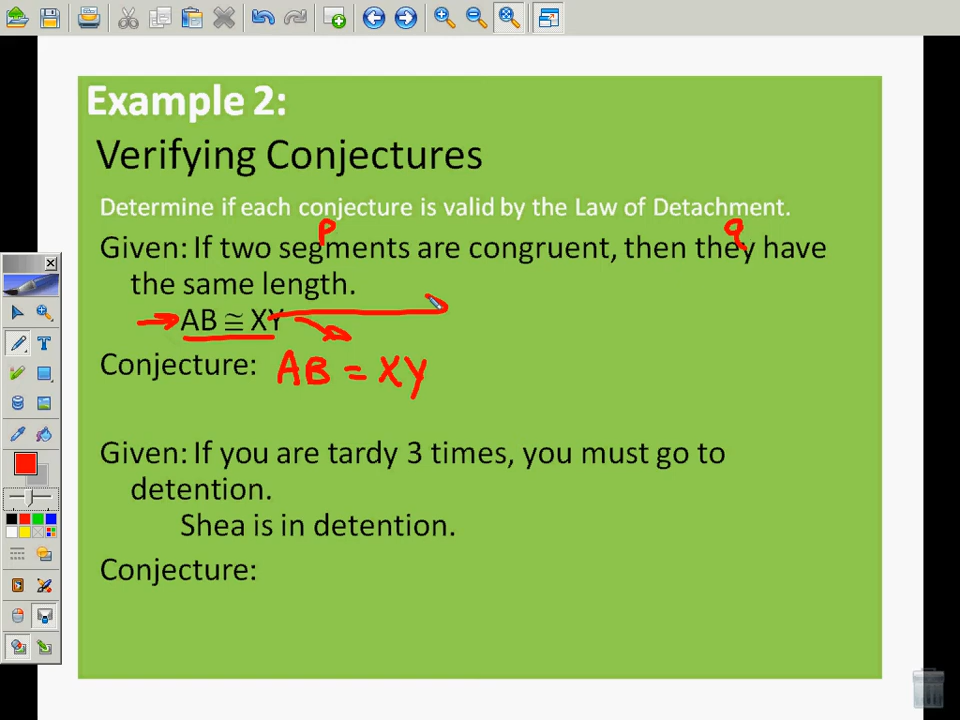 Example 2:
Verifying Conjectures
Determine if each conjecture is valid by the Law of Detachment.
p q
Given: If two segments are congruent, then they have
the same length.
AB ≅ XY
Conjecture: AB = XY
Given: If you are tardy 3 times, you must go to
detention.
Shea is in detention.
Conjecture: